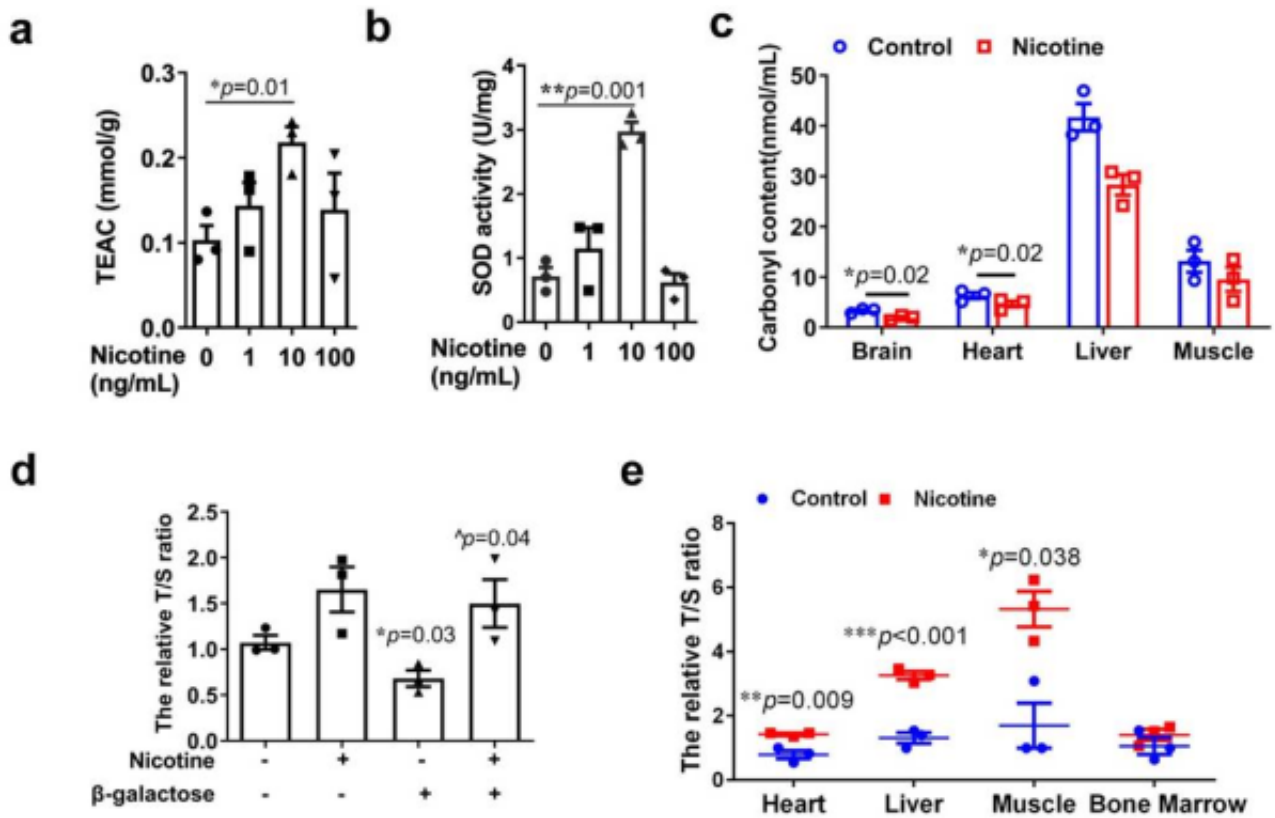 a
TEAC (mmol/g)
0.3
0.2
0.1
0.0
*p=0.01
Nicotine 0 1 10 100
(ng/mL)
b
SOD activity (U/mg)
4
3
2
1
0
**p=0.001
Nicotine 0 1 10 100
(ng/mL)
c
Control Nicotine
Carbonyl content(nmol/mL)
50
40
30
20
10
0
*p=0.02
*p=0.02
Brain Heart Liver Muscle
d
The relative T/S ratio
2.5
2.0
1.5
1.0
0.5
0.0
*p=0.03
^p=0.04
Nicotine - + - +
β-galactose - - + +
e
Control Nicotine
The relative T/S ratio
8
6
4
2
0
**p=0.009
***p<0.001
*p=0.038
Heart Liver Muscle Bone Marrow